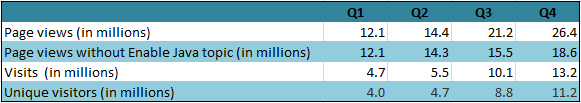 Q1 Q2 Q3 Q4
Page views (in millions) 12.1 14.4 21.2 26.4
Page views without Enable Java topic (in millions) 12.1 14.3 15.5 18.6
Visits (in millions) 4.7 5.5 10.1 13.2
Unique visitors (in millions) 4.0 4.7 8.8 11.2